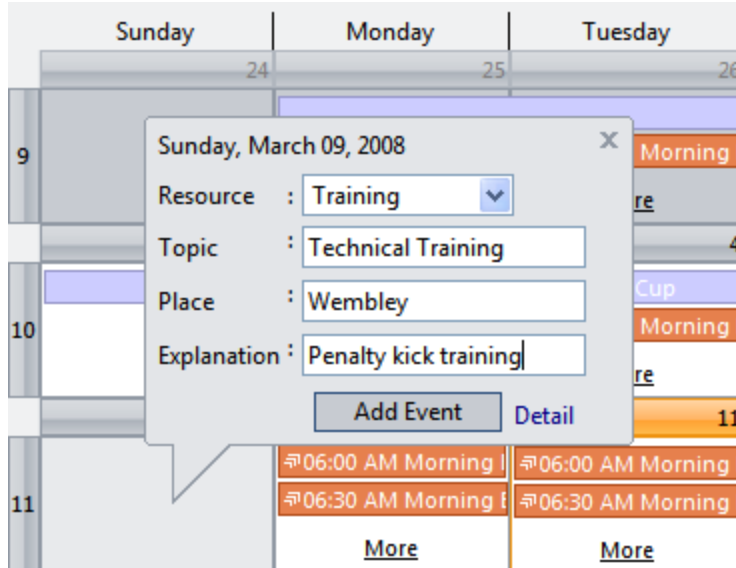 Sunday Monday Tuesday
24 25 26
9
Sunday, March 09, 2008 x
Resource : Training
Morning
Topic : Technical Training
4
Place : Wembley
Cup
10
Morning
Explanation : Penalty kick training
Add Event Detail
11
06:00 AM Morning 06:00 AM Morning
11
06:30 AM Morning 06:30 AM Morning
More More